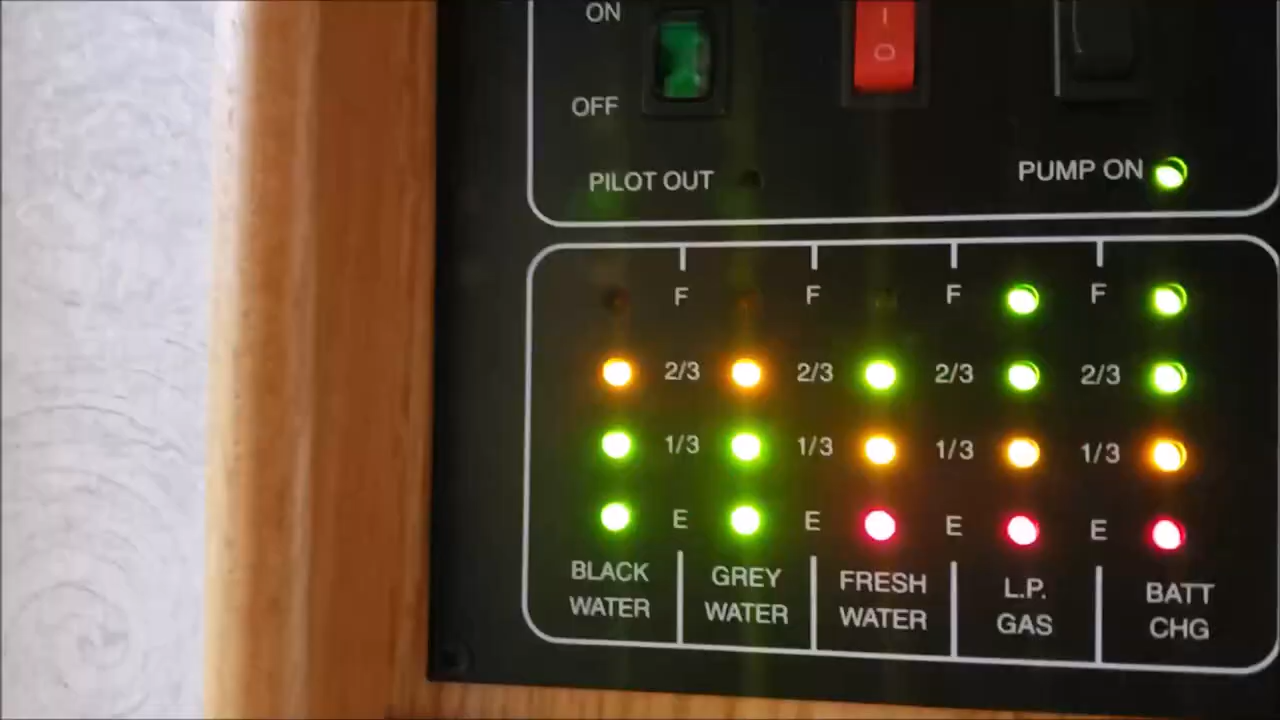 ON
I
O
OFF
PILOT OUT
PUMP ON
F F F F
2/3 2/3 2/3 2/3
1/3 1/3 1/3 1/3
E E E E
BLACK WATER
GREY WATER
FRESH WATER
L.P. GAS
BATT CHG